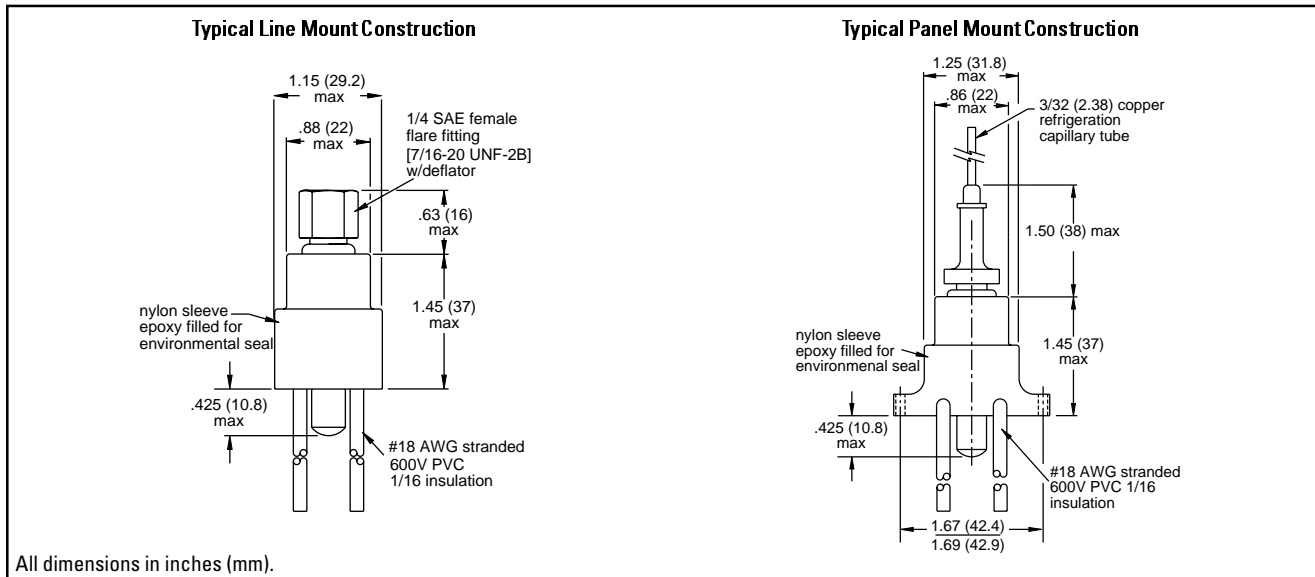 Typical Line Mount Construction
1.15 (29.2)
max
.88 (22)
max
1/4 SAE female
flare fitting
[7/16-20 UNF-2B]
w/deflator
.63 (16)
max
1.45 (37)
max
nylon sleeve
epoxy filled for
environmental seal
.425 (10.8)
max
#18 AWG stranded
600V PVC
1/16 insulation
Typical Panel Mount Construction
1.25 (31.8)
max
.86 (22)
max
3/32 (2.38) copper
refrigeration
capillary tube
1.50 (38) max
nylon sleeve
epoxy filled for
environmenal seal
1.45 (37)
max
.425 (10.8)
max
#18 AWG stranded
600V PVC 1/16
insulation
1.67 (42.4)
1.69 (42.9)
All dimensions in inches (mm).